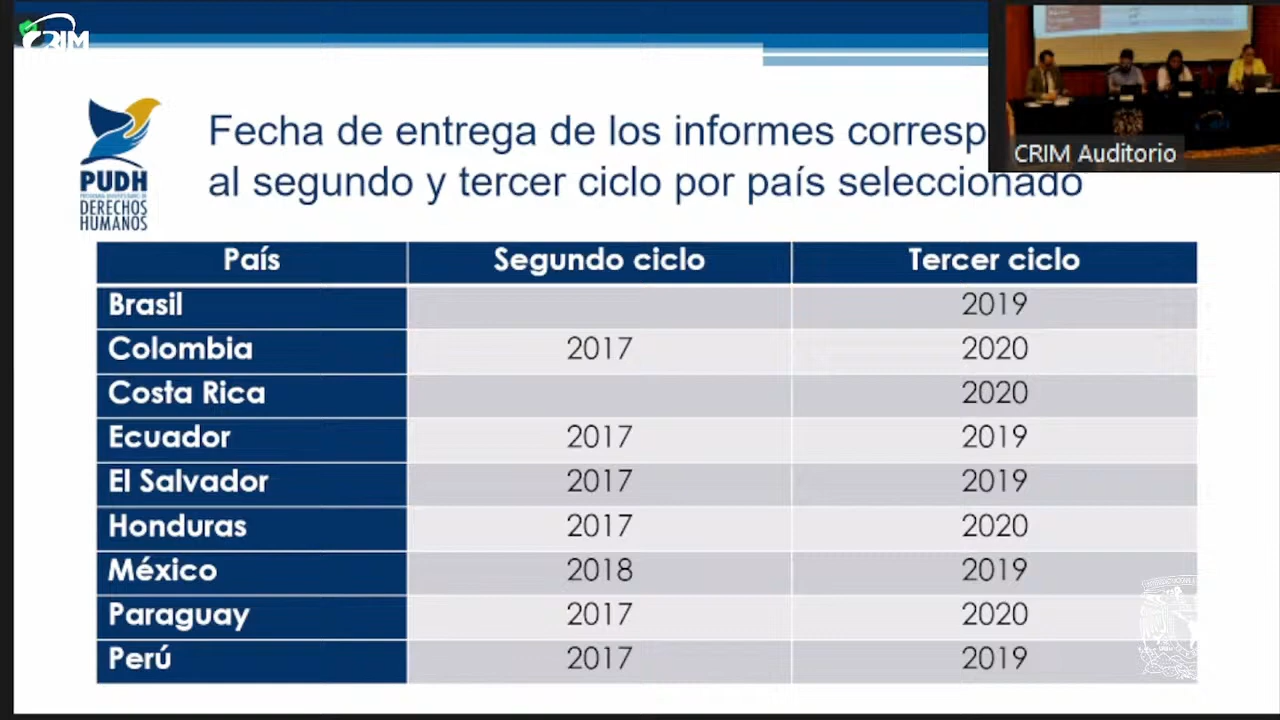 CRIM
Fecha de entrega de los informes corresp
al segundo y tercer ciclo por país seleccionado
CRIM Auditorio
PUDH
DERECHOS
HUMANOS
País Segundo ciclo Tercer ciclo
Brasil 2019
Colombia 2017 2020
Costa Rica 2020
Ecuador 2017 2019
El Salvador 2017 2019
Honduras 2017 2020
México 2018 2019
Paraguay 2017 2020
Perú 2017 2019